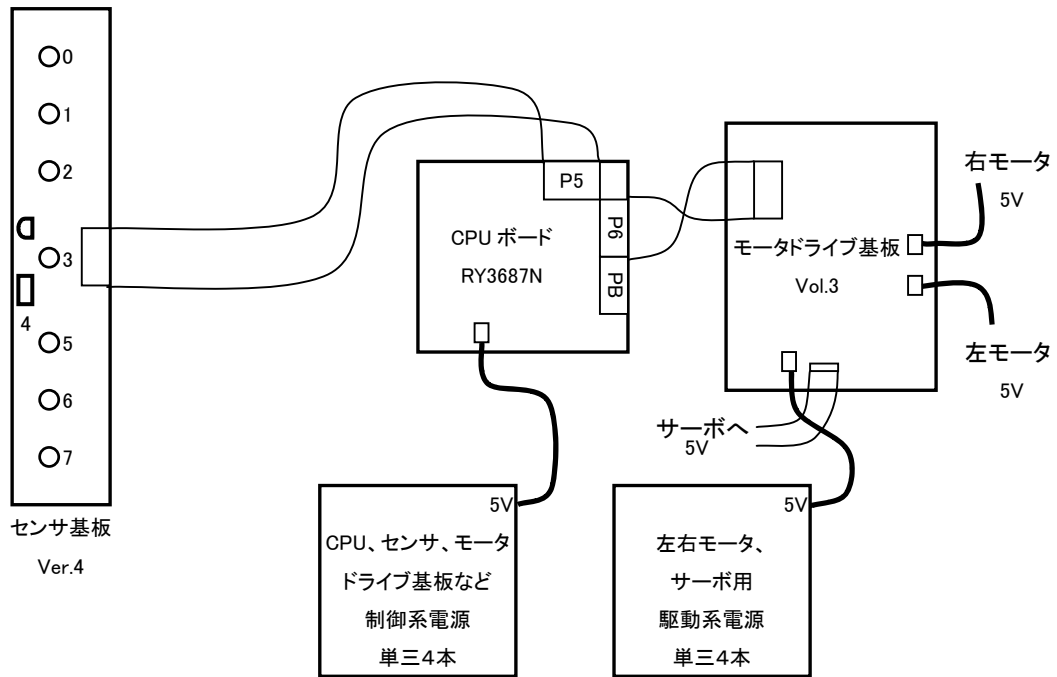 0
1
2
3
4
5
6
7
センサ基板
Ver.4
P5
P6
PB
CPU ボード
RY3687N
モータドライブ基板
Vol.3
右モータ
5V
左モータ
5V
サーボへ
5V
5V
CPU、センサ、モータ
ドライブ基板など
制御系電源
単三4本
5V
左右モータ、
サーボ用
駆動系電源
単三4本